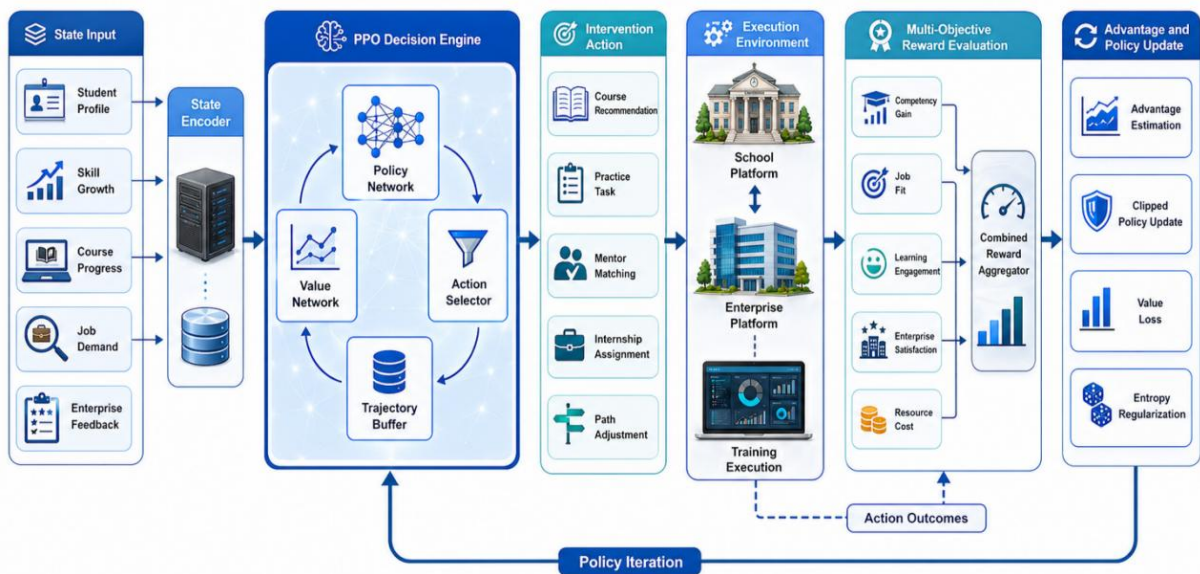 State Input
Student
Profile
Skill
Growth
Course
Progress
Job
Demand
Enterprise
Feedback
State
Encoder
PPO Decision Engine
Policy
Network
Value
Network
Action
Selector
Trajectory
Buffer
Intervention
Action
Course
Recommendation
Practice
Task
Mentor
Matching
Internship
Assignment
Path
Adjustment
Execution
Environment
School
Platform
Enterprise
Platform
Training
Execution
Multi-Objective
Reward Evaluation
Competency
Gain
Job
Fit
Learning
Engagement
Enterprise
Satisfaction
Resource
Cost
Combined
Reward
Aggregator
Action Outcomes
Advantage and
Policy Update
Advantage
Estimation
Clipped
Policy Update
Value
Loss
Entropy
Regularization
Policy Iteration